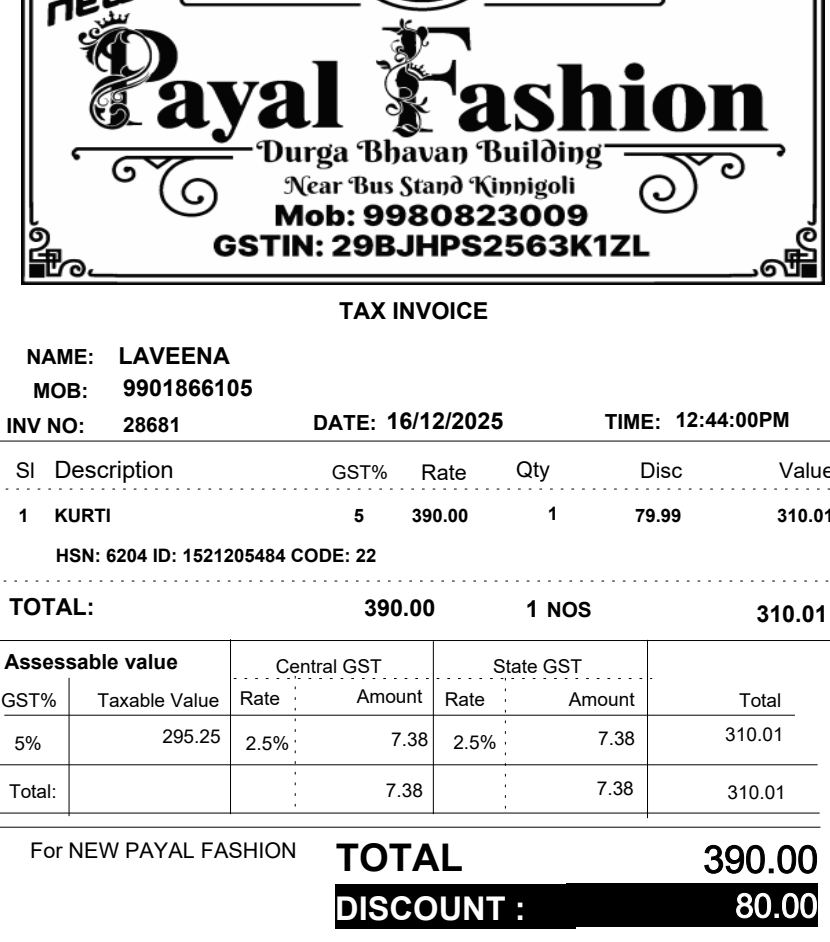 new
Payal Fashion
Durga Bhavan Building
Near Bus Stand Kinnigoli
Mob: 9980823009
GSTIN: 29BJHPS2563K1ZL
TAX INVOICE
NAME: LAVEENA
MOB: 9901866105
INV NO: 28681 DATE: 16/12/2025 TIME: 12:44:00PM
Sl Description GST% Rate Qty Disc Value
1 KURTI 5 390.00 1 79.99 310.01
HSN: 6204 ID: 1521205484 CODE: 22
TOTAL: 390.00 1 NOS 310.01
Assessable value Central GST State GST
GST% Taxable Value Rate Amount Rate Amount Total
5% 295.25 2.5% 7.38 2.5% 7.38 310.01
Total: 7.38 7.38 310.01
For NEW PAYAL FASHION TOTAL 390.00
DISCOUNT : 80.00